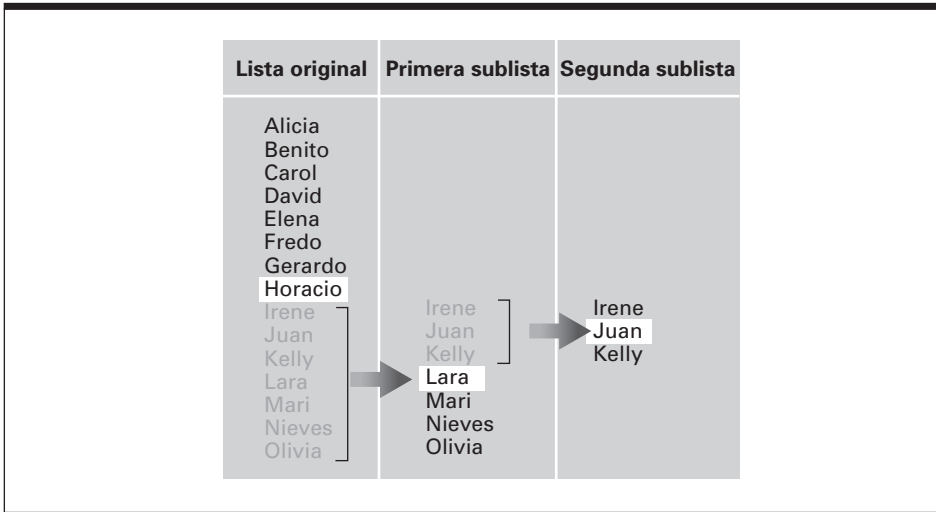 Lista original
Primera sublista
Segunda sublista
Alicia
Benito
Carol
David
Elena
Fredo
Gerardo
Horacio
Irene
Juan
Kelly
Lara
Mari
Nieves
Olivia
Irene
Juan
Kelly
Lara
Mari
Nieves
Olivia
Irene
Juan
Kelly